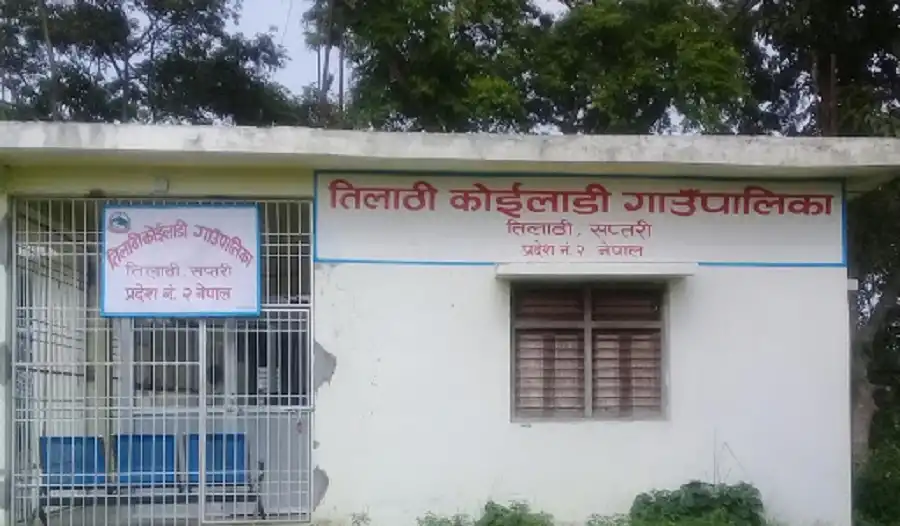 तिलाठीकोईलाडी गाउँपालिका
तिलाठी, सप्तरी
प्रदेश नं. २ नेपाल
तिलाठी कोईलाडी गाउँपालिका
तिलाठी, सप्तरी
प्रदेश नं. २ नेपाल